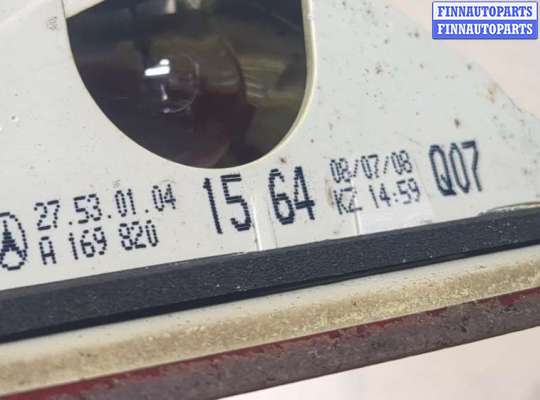 FINNAUTOPARTS
FINNAUTOPARTS
27.53.01.04
A 169 820
15 64
08/07/08
KZ 14:59
Q07